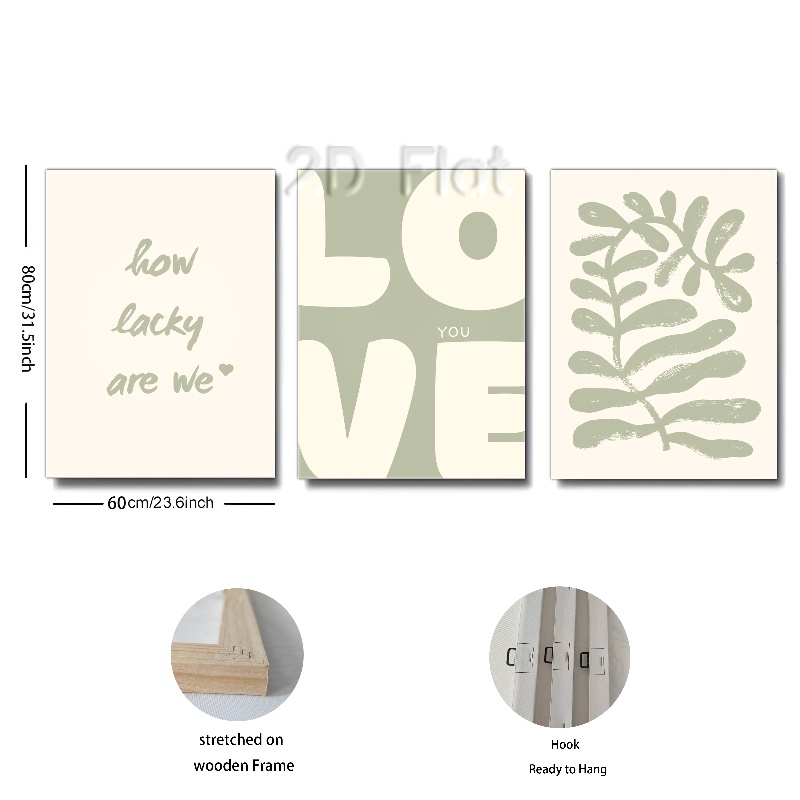 2D Flat
80cm/31.5inch
how
lacky
are we
LO
YOU
VE
60cm/23.6inch
stretched on
wooden Frame
Hook
Ready to Hang